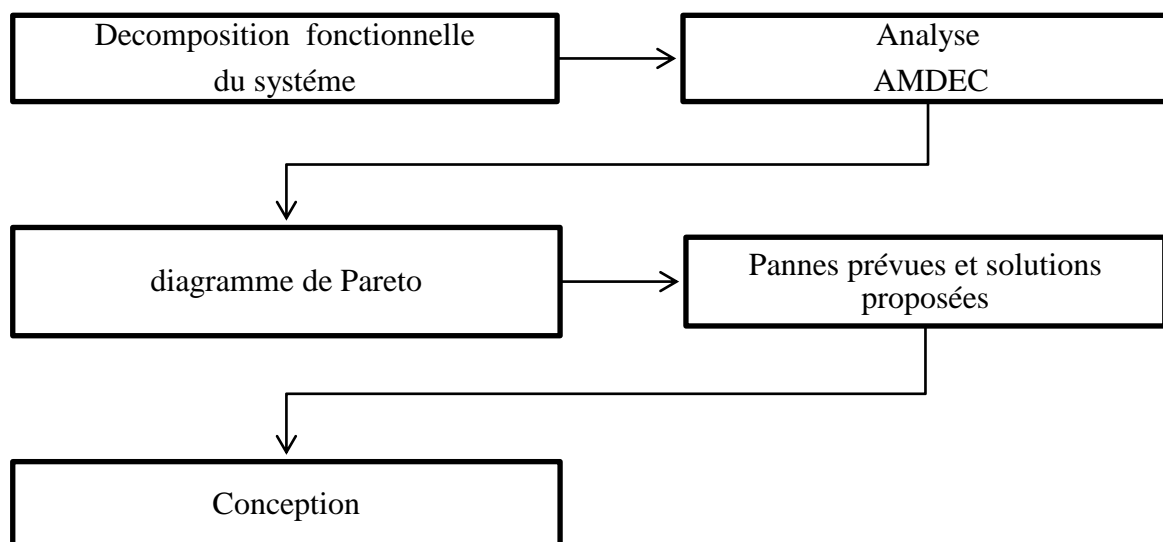 Decomposition fonctionnelle
du systéme
Analyse
AMDEC
diagramme de Pareto
Pannes prévues et solutions
proposées
Conception